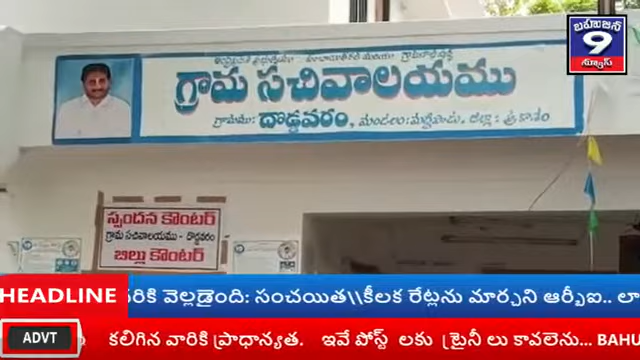 బహుజన
9
న్యూస్
గ్రామ సచివాలయము
గ్రామము: దొడ్డవరం, మండలం: మద్దిపాడు, జిల్లా: ప్రకాశం
స్పందన కౌంటర్
గ్రామ సచివాలయము - దొడ్డవరం
బిల్లు కౌంటర్
HEADLINE
రికి వెల్లడైంది: సంచయిత\\కీలక రేట్లను మార్చని ఆర్బీఐ.. లా
ADVT
కలిగిన వారికి ప్రాధాన్యత. ఇవే పోస్ట్ లకు ట్రైనీ లు కావలెను... BAHU